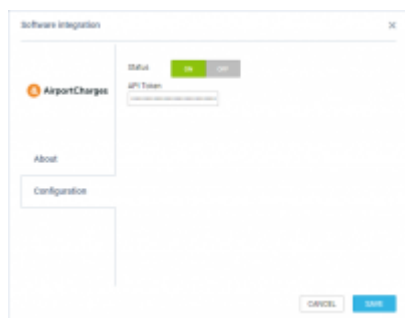 Software integration
Status
ON OFF
AirportCharges
API Token
About
Configuration
CANCEL SAVE